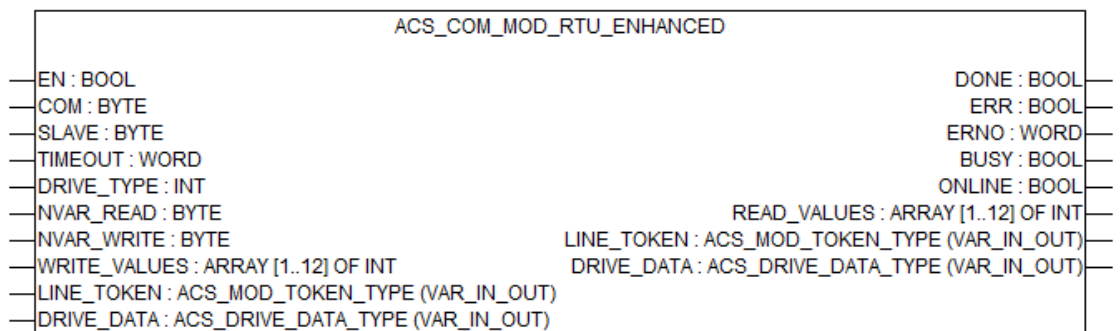 ACS_COM_MOD_RTU_ENHANCED
EN : BOOL DONE : BOOL
COM : BYTE ERR : BOOL
SLAVE : BYTE ERNO : WORD
TIMEOUT : WORD BUSY : BOOL
DRIVE_TYPE : INT ONLINE : BOOL
NVAR_READ : BYTE READ_VALUES : ARRAY [1..12] OF INT
NVAR_WRITE : BYTE LINE_TOKEN : ACS_MOD_TOKEN_TYPE (VAR_IN_OUT)
WRITE_VALUES : ARRAY [1..12] OF INT DRIVE_DATA : ACS_DRIVE_DATA_TYPE (VAR_IN_OUT)
LINE_TOKEN : ACS_MOD_TOKEN_TYPE (VAR_IN_OUT)
DRIVE_DATA : ACS_DRIVE_DATA_TYPE (VAR_IN_OUT)